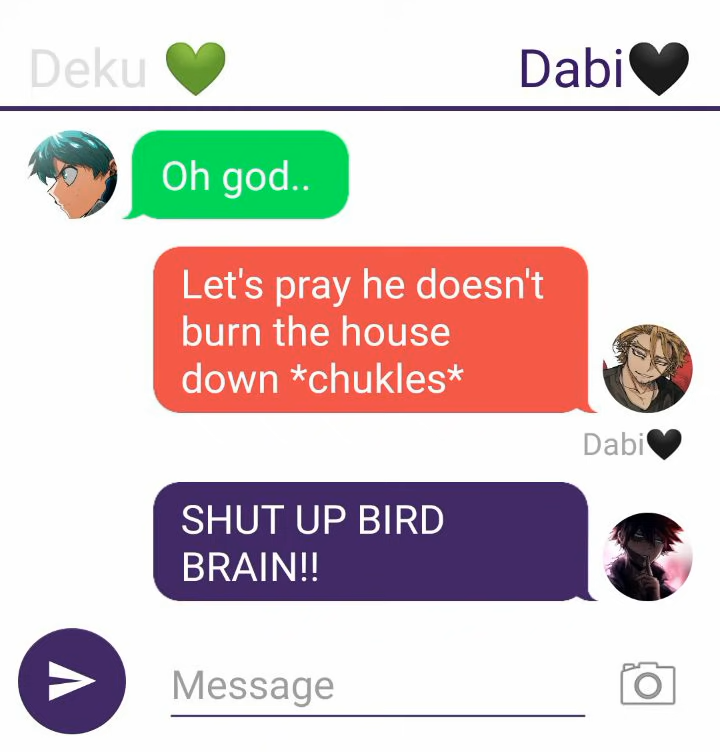 Deku 💚 Dabi🖤
Oh god..
Let's pray he doesn't
burn the house
down *chukles*
Dabi🖤
SHUT UP BIRD
BRAIN!!
Message